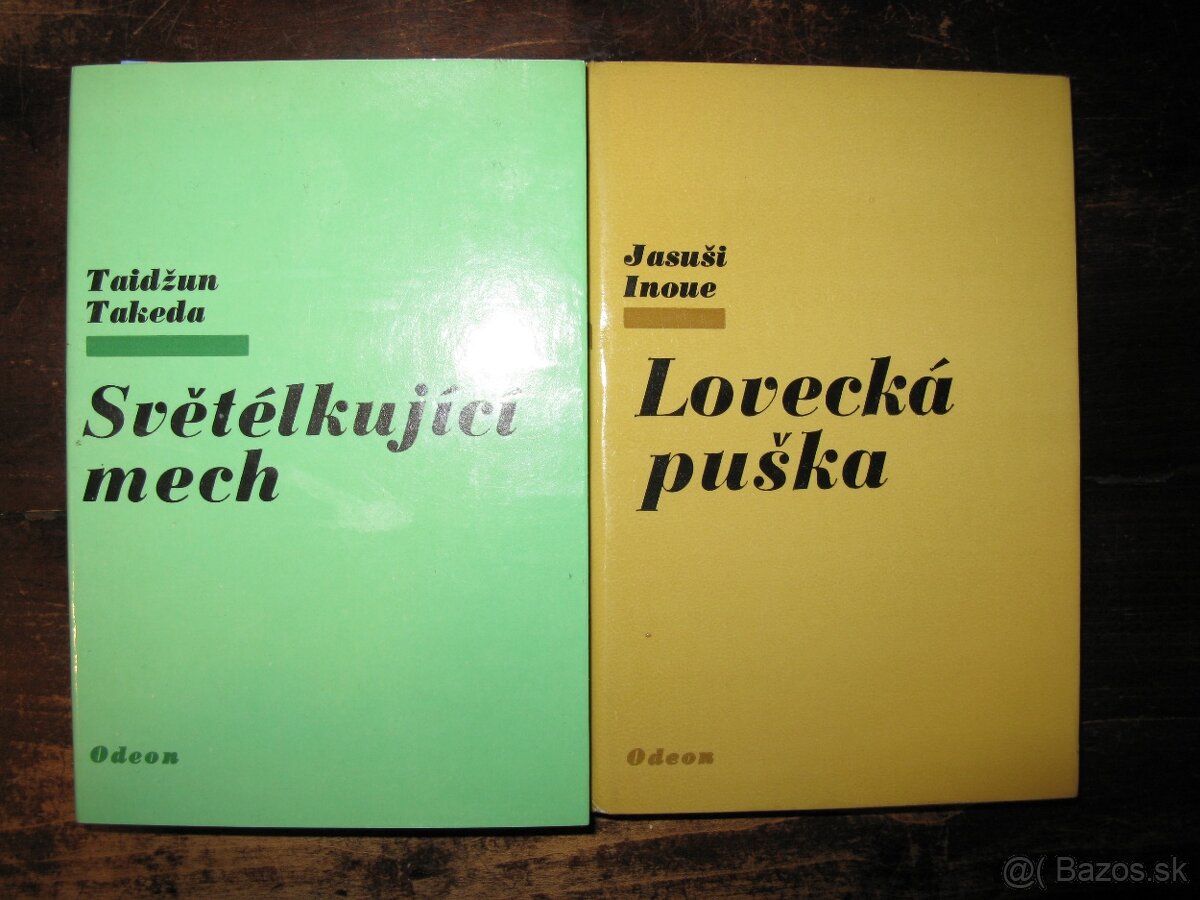 Taidžun
Takeda
Světélkující
mech
Odeon
Jasuši
Inoue
Lovecká
puška
Odeon
@( Bazos.sk